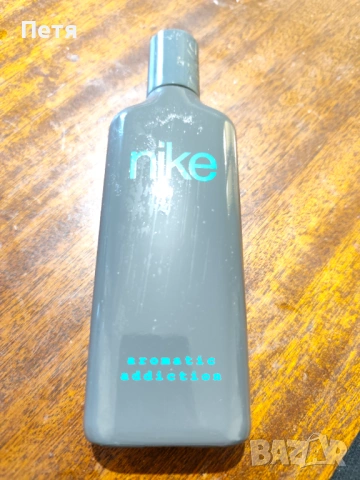 Петя
nike
aromatic
addiction
BAZAR